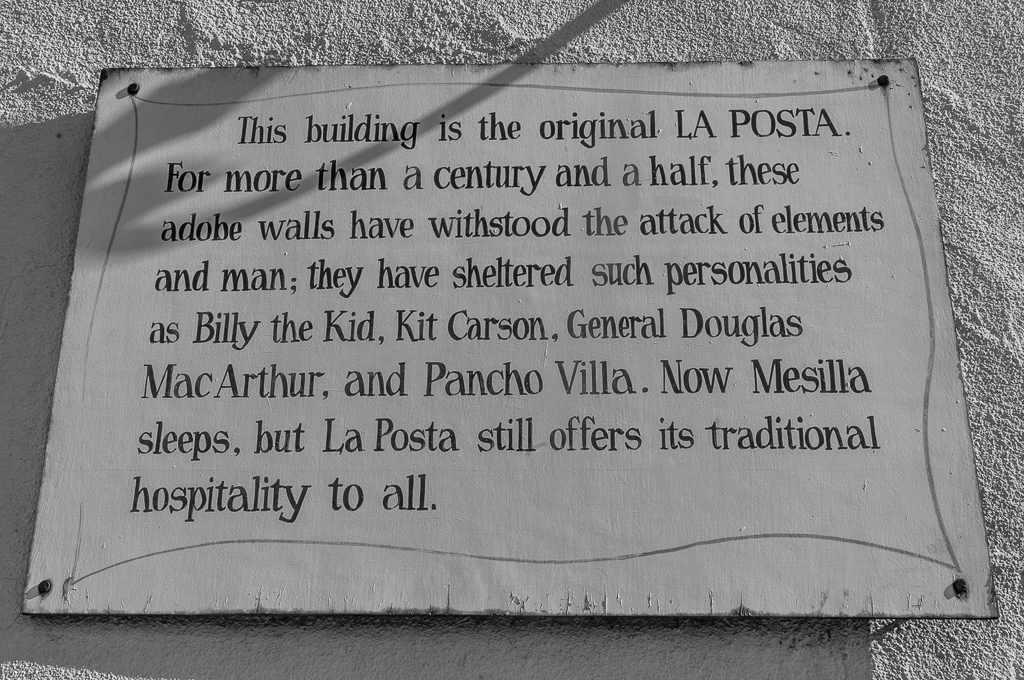 This building is the original LA POSTA.
For more than a century and a half, these
adobe walls have withstood the attack of elements
and man; they have sheltered such personalities
as Billy the Kid, Kit Carson, General Douglas
MacArthur, and Pancho Villa. Now Mesilla
sleeps, but La Posta still offers its traditional
hospitality to all.